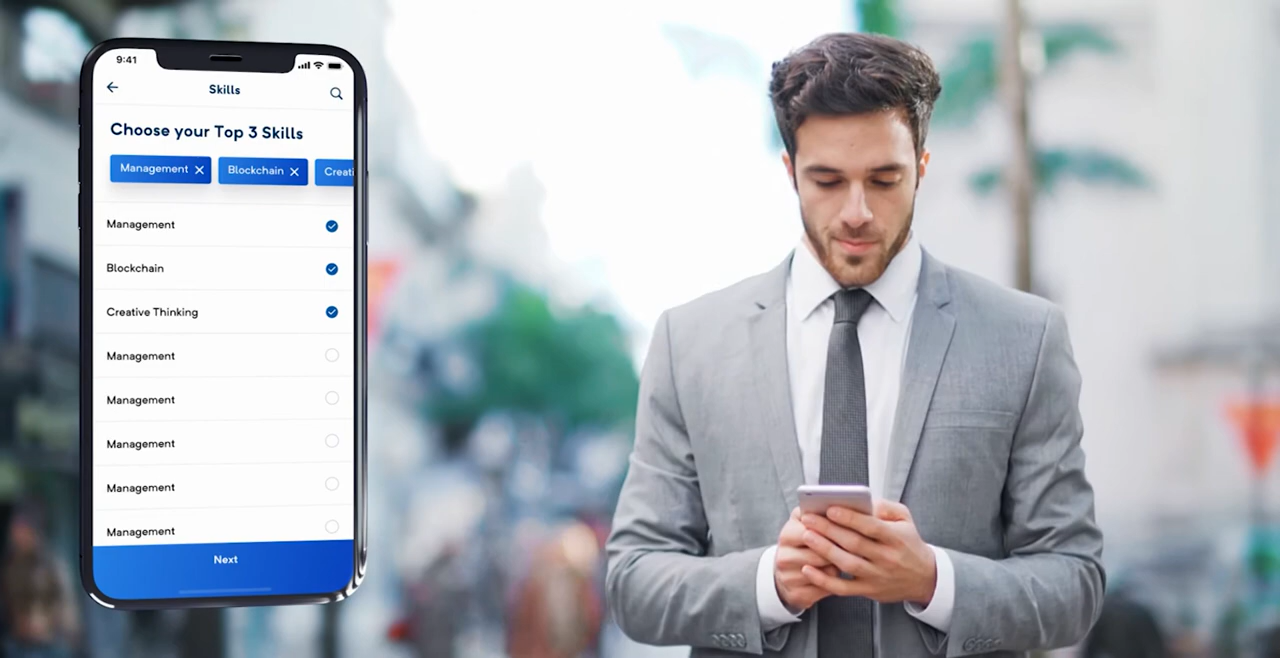 9:41
Skills
Choose your Top 3 Skills
Management Blockchain Creati
Management
Blockchain
Creative Thinking
Management
Management
Management
Management
Management
Next